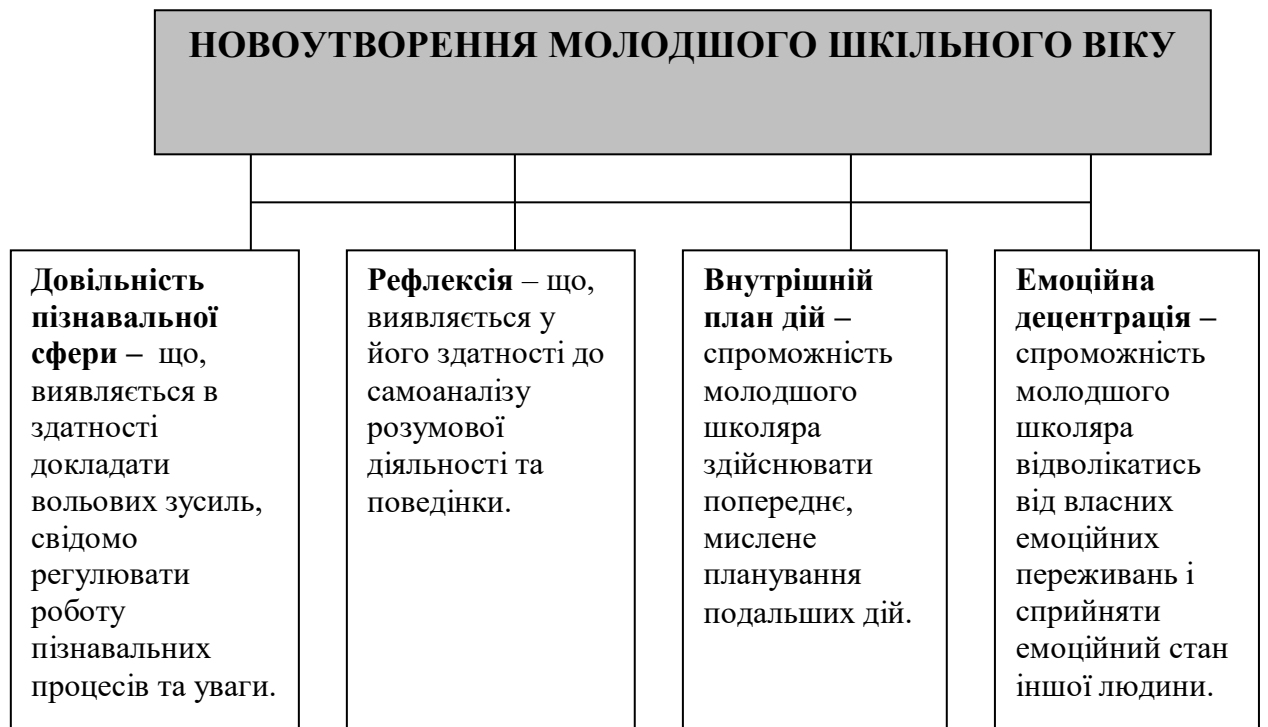 НОВОУТВОРЕННЯ МОЛОДШОГО ШКІЛЬНОГО ВІКУ
Довільність
пізнавальної
сфери – що,
виявляється в
здатності
докладати
вольових зусиль,
свідомо
регулювати
роботу
пізнавальних
процесів та уваги.
Рефлексія – що,
виявляється у
його здатності до
самоаналізу
розумової
діяльності та
поведінки.
Внутрішній
план дій –
спроможність
молодшого
школяра
здійснювати
попереднє,
мислене
планування
подальших дій.
Емоційна
децентрація –
спроможність
молодшого
школяра
відволікатись
від власних
емоційних
переживань і
сприйняти
емоційний стан
іншої людини.